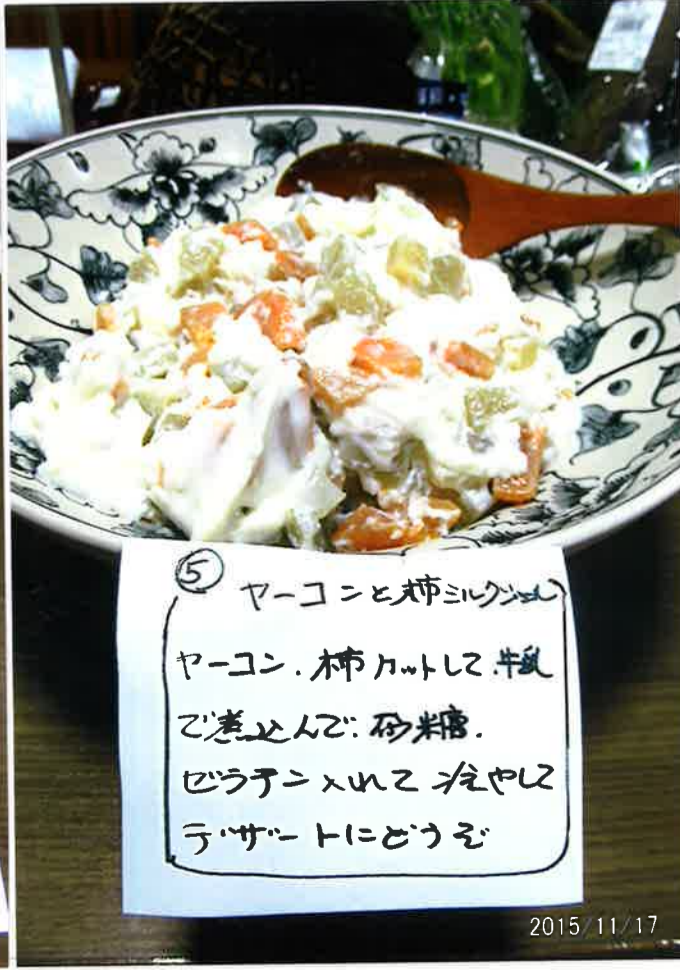 ⑤ ヤーコンと柿ミルクジュレ
ヤーコン、柿カットして、牛乳
で煮込んで、砂糖、
ゼラチン入れて冷やして
デザートにどうぞ
2015/11/17